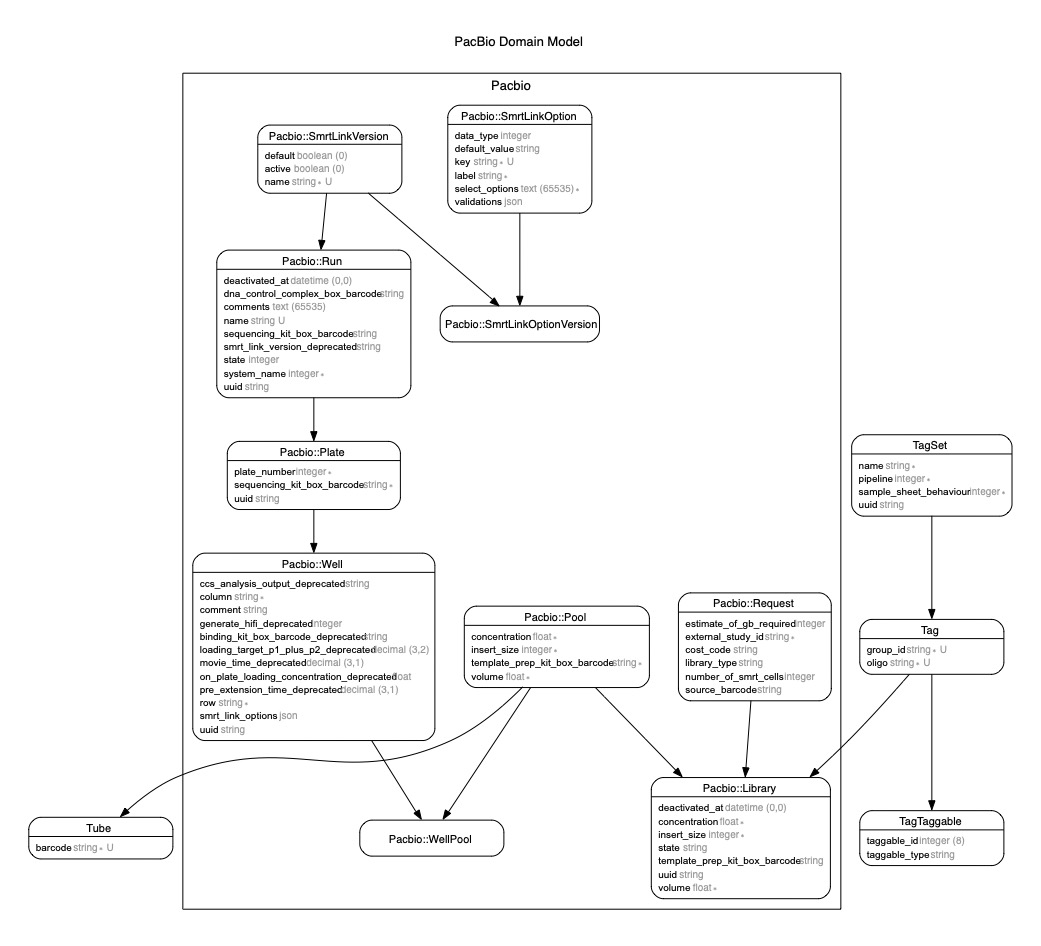 PacBio Domain Model
Pacbio
Pacbio::SmrtLinkVersion
default boolean (0)
active boolean (0)
name string * U
Pacbio::SmrtLinkOption
data_type integer
default_value string
key string * U
label string *
select_options text (65535) *
validations json
Pacbio::Run
deactivated_at datetime (0,0)
dna_control_complex_box_barcode string
comments text (65535)
name string U
sequencing_kit_box_barcode string
smrt_link_version_deprecated string
state integer
system_name integer *
uuid string
Pacbio::SmrtLinkOptionVersion
Pacbio::Plate
plate_number integer *
sequencing_kit_box_barcode string *
uuid string
TagSet
name string *
pipeline integer *
sample_sheet_behaviour integer *
uuid string
Pacbio::Well
ccs_analysis_output_deprecated string
column string *
comment string
generate_hifi_deprecated integer
binding_kit_box_barcode_deprecated string
loading_target_p1_plus_p2_deprecated decimal (3,2)
movie_time_deprecated decimal (3,1)
on_plate_loading_concentration_deprecated float
pre_extension_time_deprecated decimal (3,1)
row string *
smrt_link_options json
uuid string
Pacbio::Pool
concentration float *
insert_size integer *
template_prep_kit_box_barcode string *
volume float *
Pacbio::Request
estimate_of_gb_required integer
external_study_id string *
cost_code string
library_type string
number_of_smrt_cells integer
source_barcode string
Tag
group_id string * U
oligo string * U
Tube
barcode string * U
Pacbio::WellPool
Pacbio::Library
deactivated_at datetime (0,0)
concentration float *
insert_size integer *
state string
template_prep_kit_box_barcode string
uuid string
volume float *
TagTaggable
taggable_id integer (8)
taggable_type string